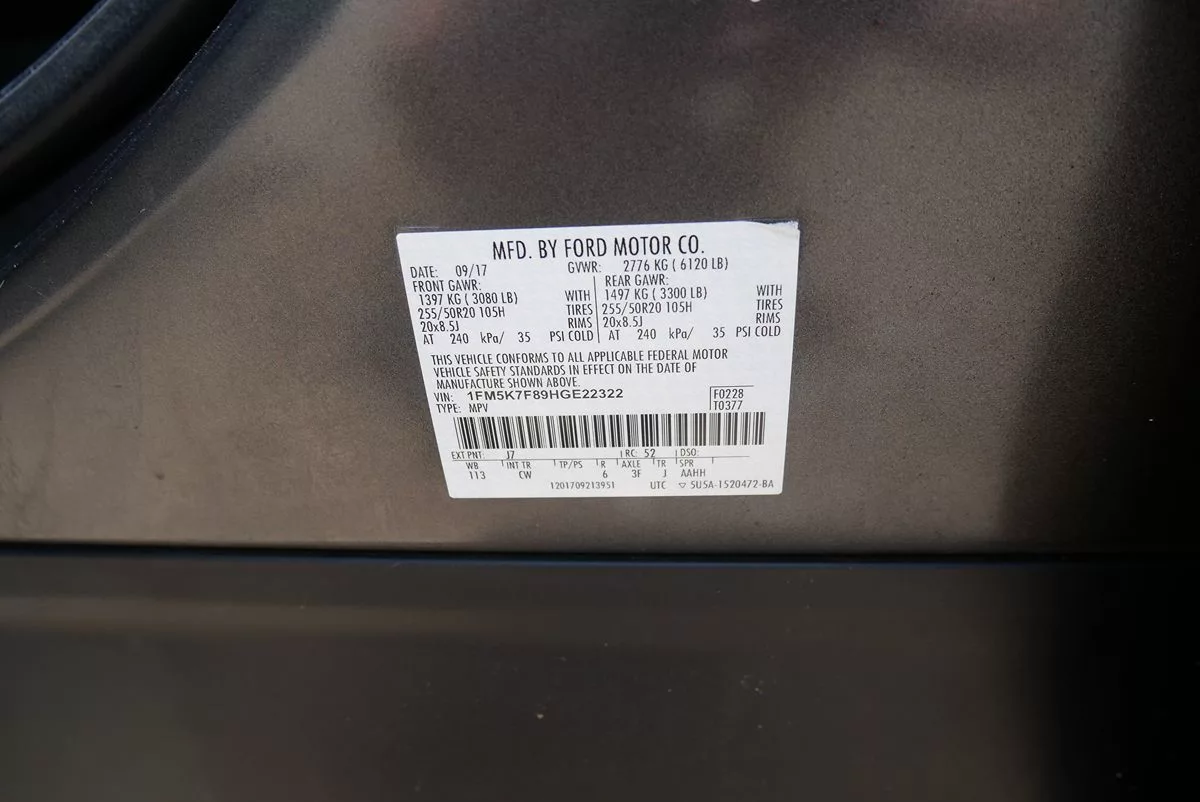 MFD. BY FORD MOTOR CO.
DATE: 09/17 GVWR: 2776 KG ( 6120 LB)
FRONT GAWR: REAR GAWR:
1397 KG ( 3080 LB) WITH 1497 KG ( 3300 LB) WITH
255/50R20 105H TIRES 255/50R20 105H TIRES
20x8.5J RIMS 20x8.5J RIMS
AT 240 kPa/ 35 PSI COLD AT 240 kPa/ 35 PSI COLD
THIS VEHICLE CONFORMS TO ALL APPLICABLE FEDERAL MOTOR
VEHICLE SAFETY STANDARDS IN EFFECT ON THE DATE OF
MANUFACTURE SHOWN ABOVE.
VIN: 1FM5K7F89HGE22322 F0228
TYPE: MPV T0377
EXT PNT: J7 RC: 52 DSO:
WB INT TR TP/PS R AXLE TR SPR
113 CW 6 3F J AAHH
1201709213951 UTC ▽ 5U5A-1520472-BA